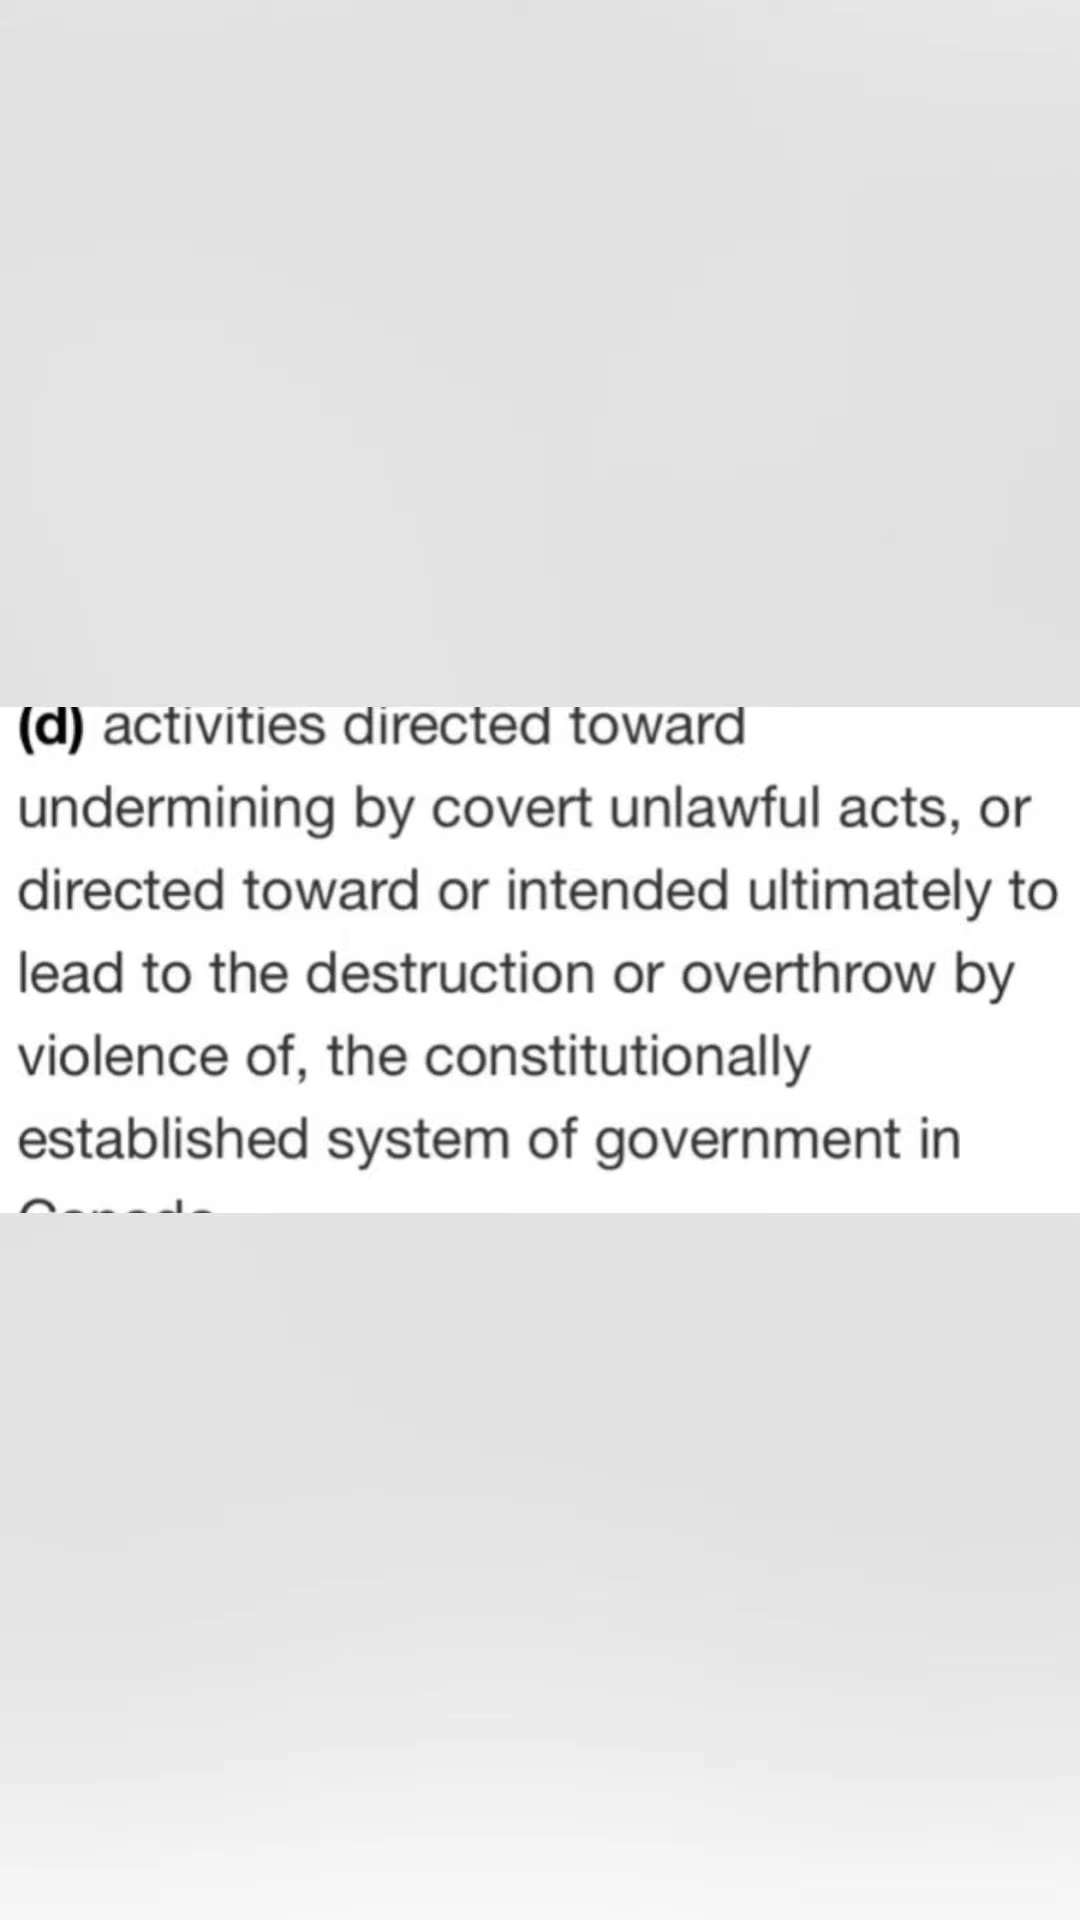 (d) activities directed toward
undermining by covert unlawful acts, or
directed toward or intended ultimately to
lead to the destruction or overthrow by
violence of, the constitutionally
established system of government in